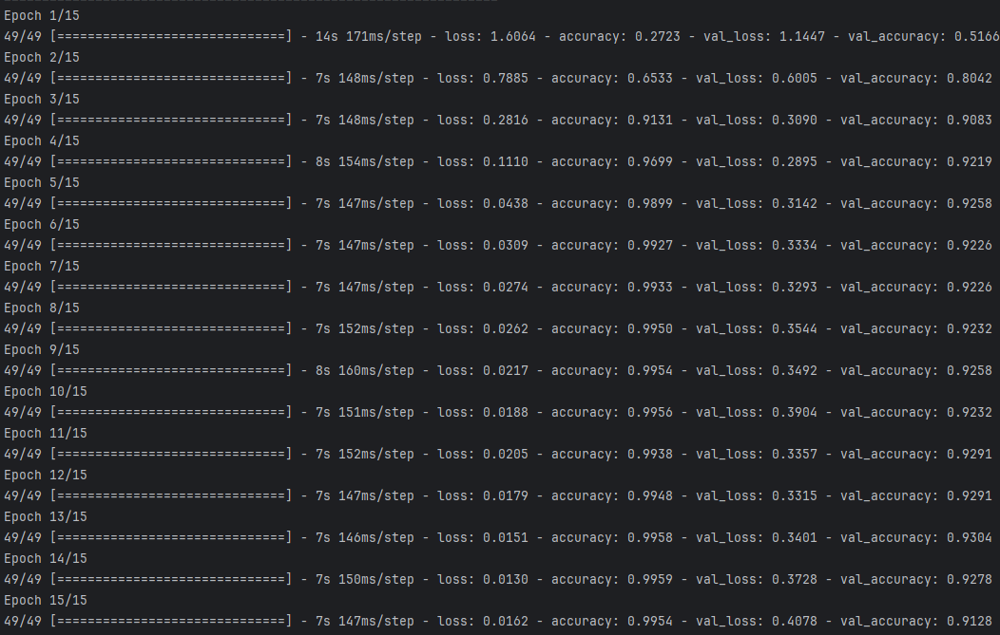 Epoch 1/15
49/49 [==============================] - 14s 171ms/step - loss: 1.6064 - accuracy: 0.2723 - val_loss: 1.1447 - val_accuracy: 0.5166
Epoch 2/15
49/49 [==============================] - 7s 148ms/step - loss: 0.7885 - accuracy: 0.6533 - val_loss: 0.6005 - val_accuracy: 0.8042
Epoch 3/15
49/49 [==============================] - 7s 148ms/step - loss: 0.2816 - accuracy: 0.9131 - val_loss: 0.3090 - val_accuracy: 0.9083
Epoch 4/15
49/49 [==============================] - 8s 154ms/step - loss: 0.1110 - accuracy: 0.9699 - val_loss: 0.2895 - val_accuracy: 0.9219
Epoch 5/15
49/49 [==============================] - 7s 147ms/step - loss: 0.0438 - accuracy: 0.9899 - val_loss: 0.3142 - val_accuracy: 0.9258
Epoch 6/15
49/49 [==============================] - 7s 147ms/step - loss: 0.0309 - accuracy: 0.9927 - val_loss: 0.3334 - val_accuracy: 0.9226
Epoch 7/15
49/49 [==============================] - 7s 147ms/step - loss: 0.0274 - accuracy: 0.9933 - val_loss: 0.3293 - val_accuracy: 0.9226
Epoch 8/15
49/49 [==============================] - 7s 152ms/step - loss: 0.0262 - accuracy: 0.9950 - val_loss: 0.3544 - val_accuracy: 0.9232
Epoch 9/15
49/49 [==============================] - 8s 160ms/step - loss: 0.0217 - accuracy: 0.9954 - val_loss: 0.3492 - val_accuracy: 0.9258
Epoch 10/15
49/49 [==============================] - 7s 151ms/step - loss: 0.0188 - accuracy: 0.9956 - val_loss: 0.3904 - val_accuracy: 0.9232
Epoch 11/15
49/49 [==============================] - 7s 152ms/step - loss: 0.0205 - accuracy: 0.9938 - val_loss: 0.3357 - val_accuracy: 0.9291
Epoch 12/15
49/49 [==============================] - 7s 147ms/step - loss: 0.0179 - accuracy: 0.9948 - val_loss: 0.3315 - val_accuracy: 0.9291
Epoch 13/15
49/49 [==============================] - 7s 146ms/step - loss: 0.0151 - accuracy: 0.9958 - val_loss: 0.3401 - val_accuracy: 0.9304
Epoch 14/15
49/49 [==============================] - 7s 150ms/step - loss: 0.0130 - accuracy: 0.9959 - val_loss: 0.3728 - val_accuracy: 0.9278
Epoch 15/15
49/49 [==============================] - 7s 147ms/step - loss: 0.0162 - accuracy: 0.9954 - val_loss: 0.4078 - val_accuracy: 0.9128